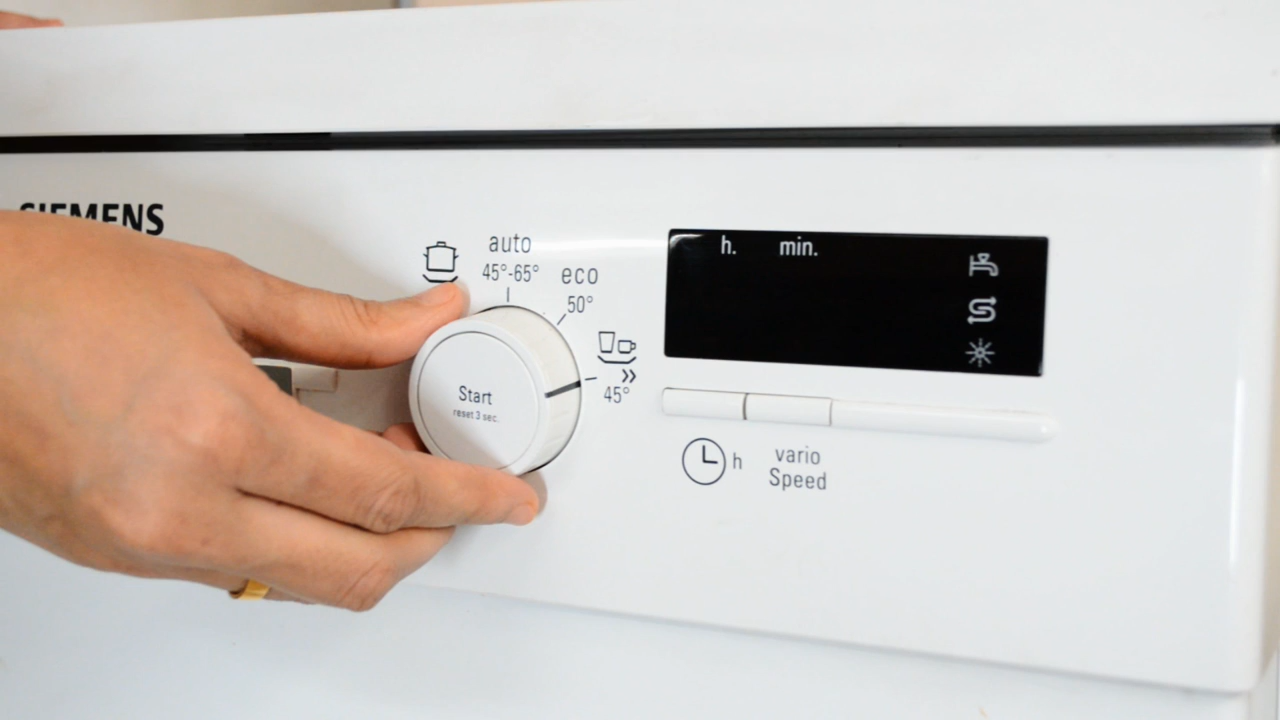 SIEMENS
auto
45°-65°
eco
50°
45°
Start
reset 3 sec.
h.
min.
h
vario
Speed